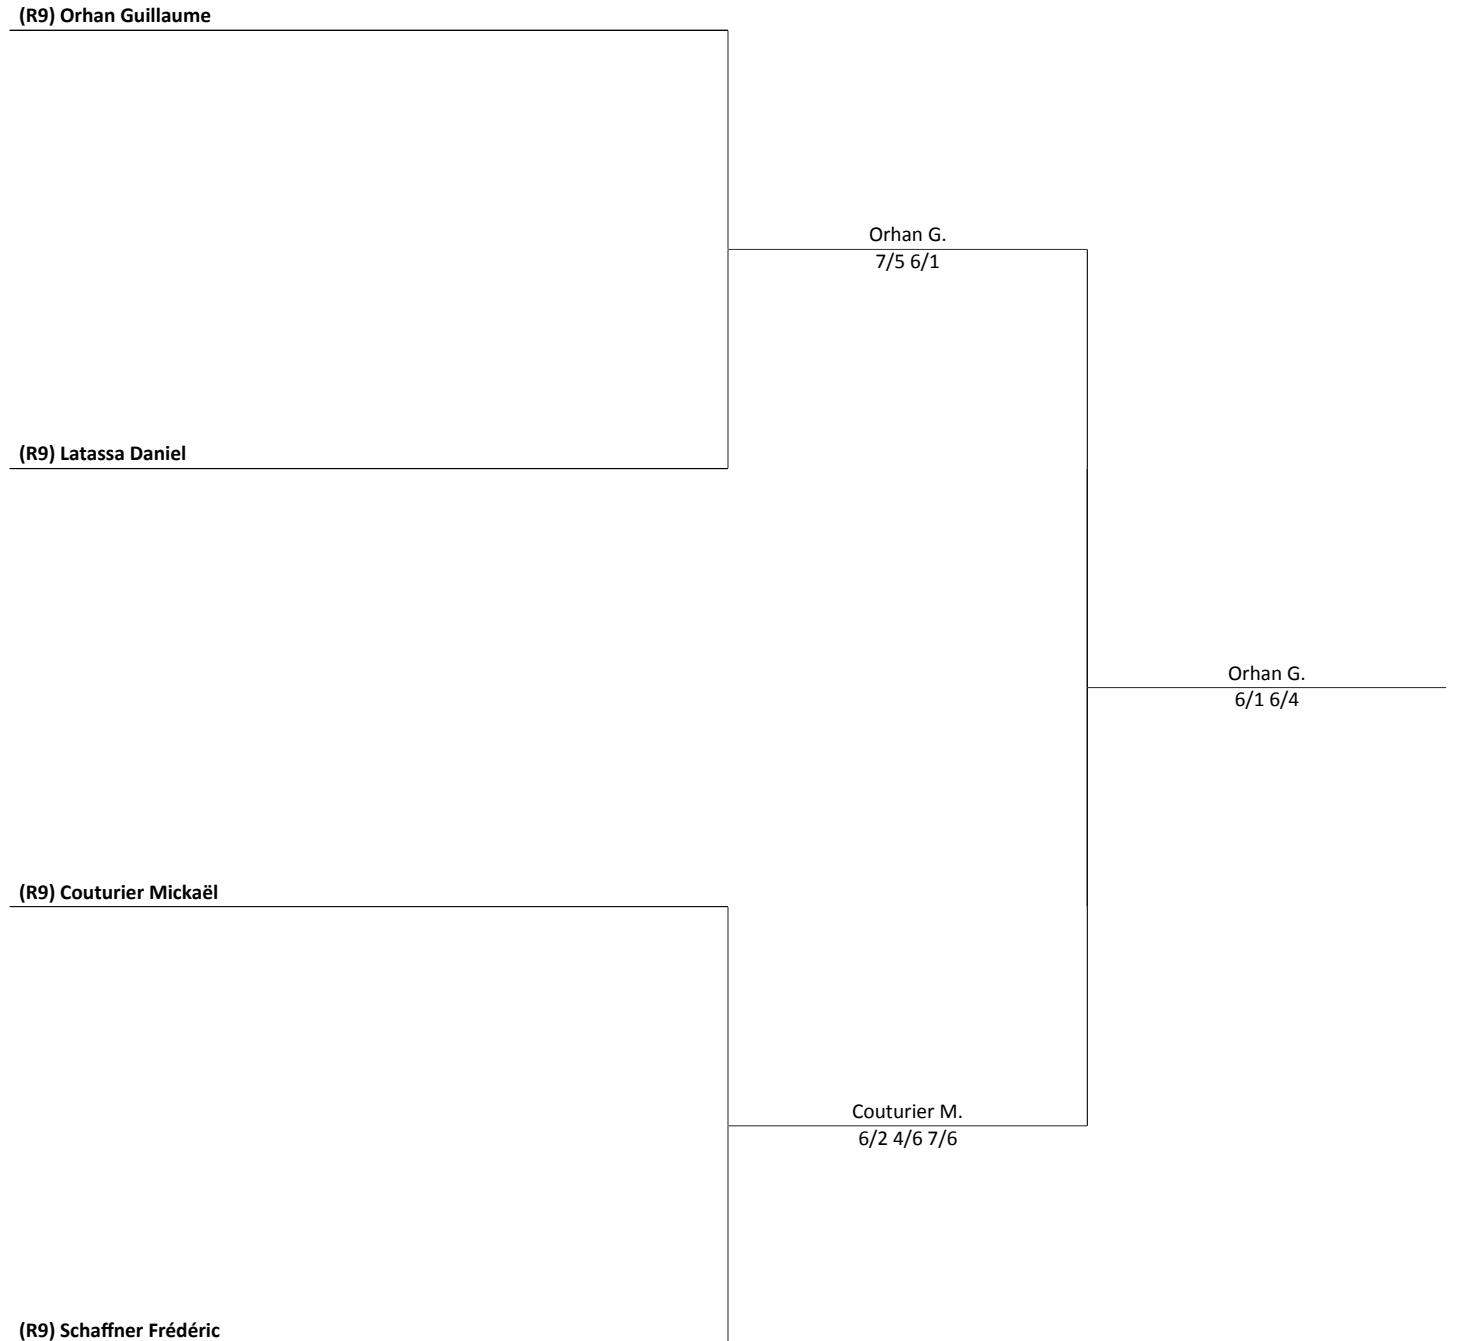 (R9) Orhan Guillaume
Orhan G.
7/5 6/1
(R9) Latassa Daniel
Orhan G.
6/1 6/4
(R9) Couturier Mickaël
Couturier M.
6/2 4/6 7/6
(R9) Schaffner Frédéric